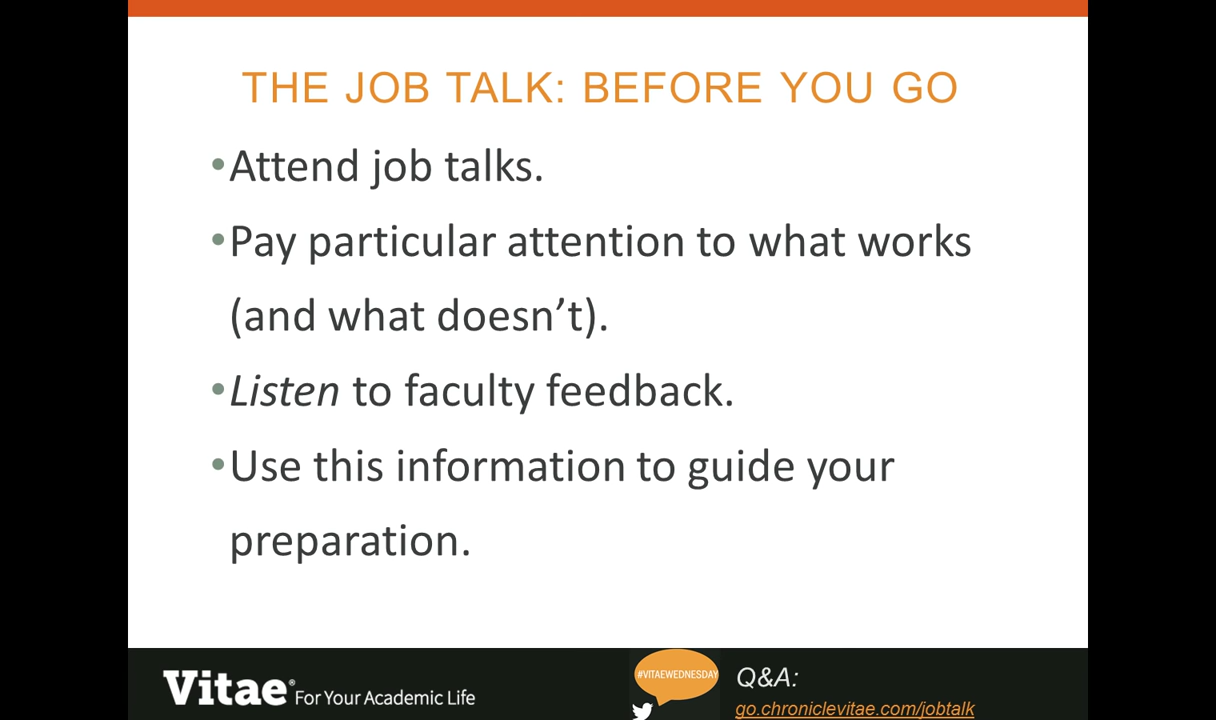 THE JOB TALK: BEFORE YOU GO
•Attend job talks.
•Pay particular attention to what works
(and what doesn’t).
•Listen to faculty feedback.
•Use this information to guide your
preparation.
Vitae® For Your Academic Life
#VITAEWEDNESDAY
Q&A:
go.chroniclevitae.com/jobtalk